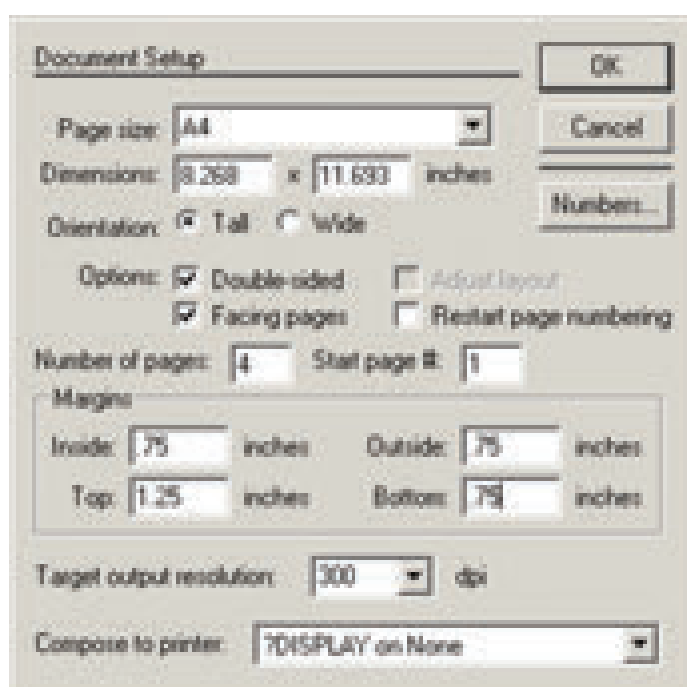 Document Setup
OK
Page size: A4
Cancel
Dimensions: 8.268 x 11.693 inches
Numbers...
Orientation: Tall Wide
Options: Double-sided Adjust layout
Facing pages Restart page numbering
Number of pages: 4 Start page #: 1
Margins
Inside: .75 inches Outside: .75 inches
Top: 1.25 inches Bottom: .75 inches
Target output resolution: 300 dpi
Compose to printer: ?DISPLAY on None